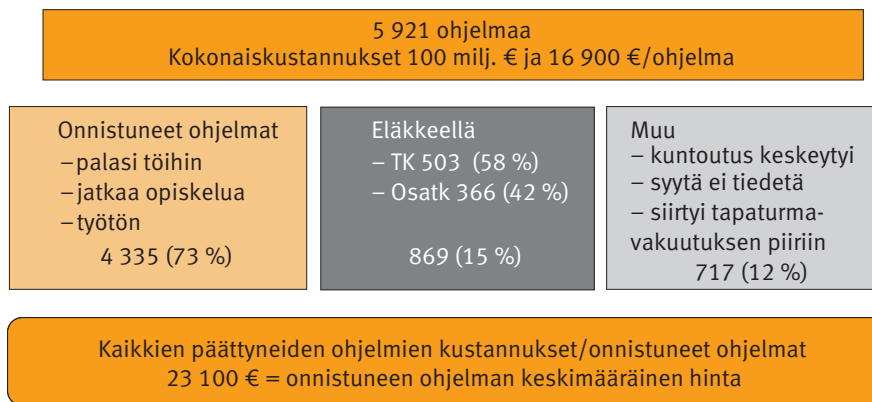 5 921 ohjelmaa
Kokonaiskustannukset 100 milj. € ja 16 900 €/ohjelma
Onnistuneet ohjelmat
– palasi töihin
– jatkaa opiskelua
– työtön
4 335 (73 %)
Eläkkeellä
– TK 503 (58 %)
– Osatk 366 (42 %)
869 (15 %)
Muu
– kuntoutus keskeytyi
– syytä ei tiedetä
– siirtyi tapaturma-
vakuutuksen piiriin
717 (12 %)
Kaikkien päättyneiden ohjelmien kustannukset/onnistuneet ohjelmat
23 100 € = onnistuneen ohjelman keskimääräinen hinta